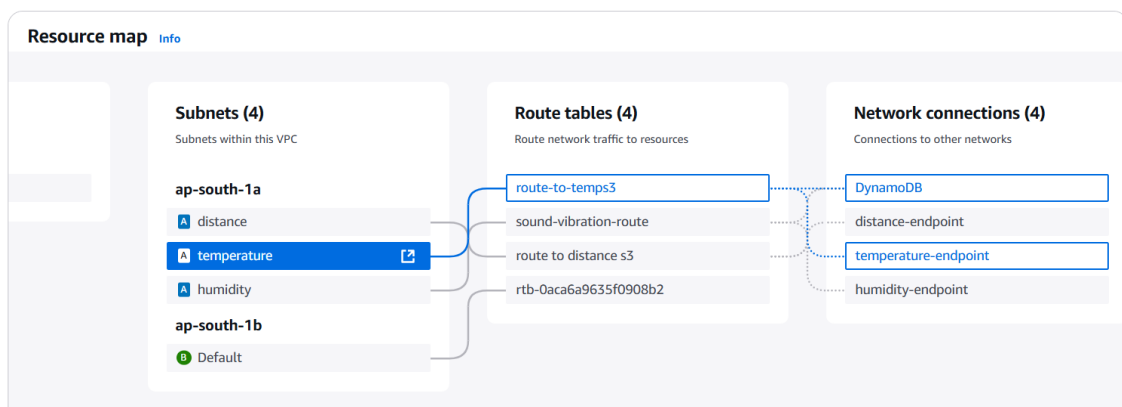 Resource map Info
Subnets (4)
Subnets within this VPC
ap-south-1a
A distance
A temperature
A humidity
ap-south-1b
B Default
Route tables (4)
Route network traffic to resources
route-to-temps3
sound-vibration-route
route to distance s3
rtb-0aca6a9635f0908b2
Network connections (4)
Connections to other networks
DynamoDB
distance-endpoint
temperature-endpoint
humidity-endpoint